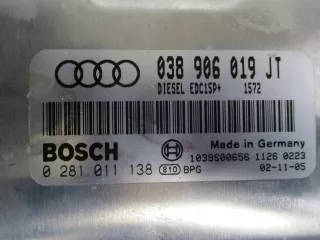 038 906 019 JT
DIESEL EDC15P+ 1572
BOSCH
Made in Germany
1039S00656 1126 0223
0 281 011 138 810 BPG 02-11-05